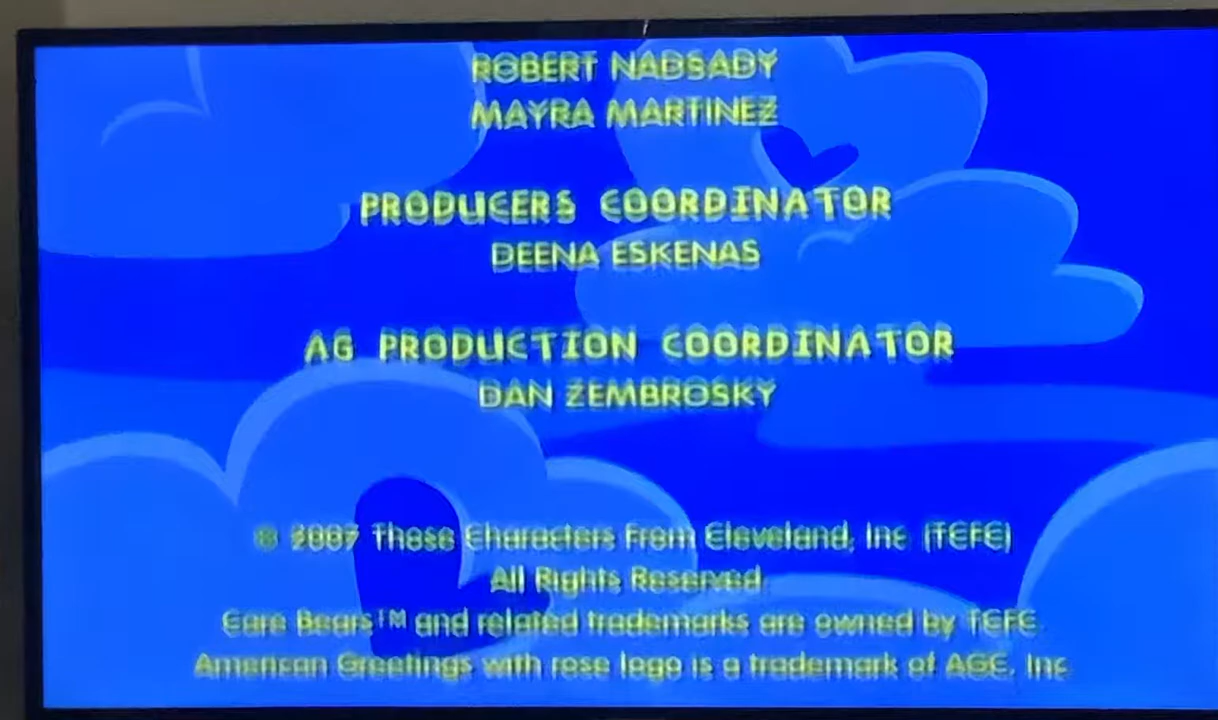 ROBERT NADSADY
MAYRA MARTINEZ
PRODUCERS COORDINATOR
DEENA ESKENAS
AG PRODUCTION COORDINATOR
DAN ZEMBROSKY
© 2007 Those Characters From Cleveland, Inc (TCFC)
All Rights Reserved
Care Bears™ and related trademarks are owned by TCFC
American Greetings with rose logo is a trademark of AGC, Inc